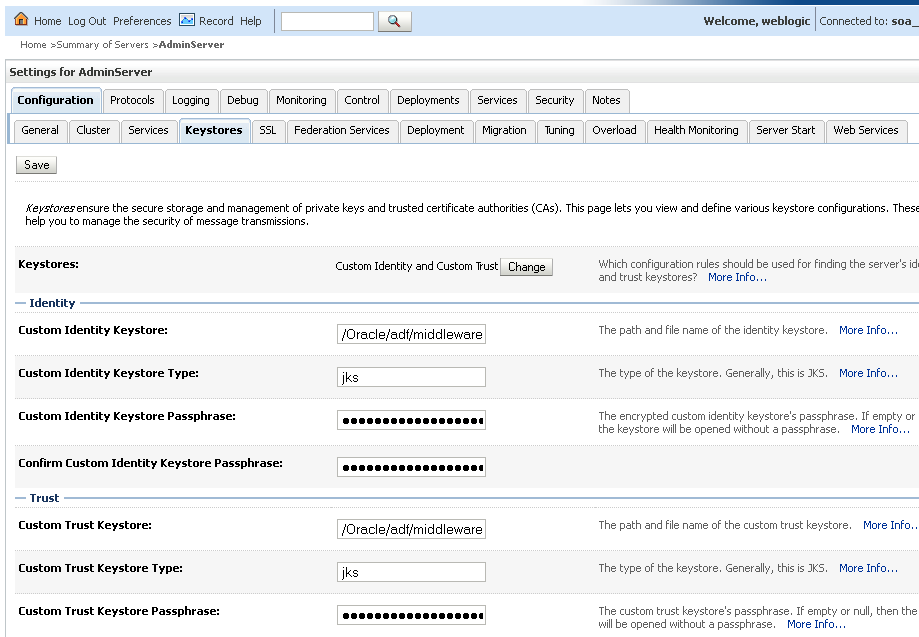 Home Log Out Preferences Record Help Welcome, weblogic Connected to: soa_
Home >Summary of Servers >AdminServer
Settings for AdminServer
Configuration Protocols Logging Debug Monitoring Control Deployments Services Security Notes
General Cluster Services Keystores SSL Federation Services Deployment Migration Tuning Overload Health Monitoring Server Start Web Services
Save
Keystores ensure the secure storage and management of private keys and trusted certificate authorities (CAs). This page lets you view and define various keystore configurations. These
help you to manage the security of message transmissions.
Keystores: Custom Identity and Custom Trust Change Which configuration rules should be used for finding the server's ide
and trust keystores? More Info...
Identity
Custom Identity Keystore: /Oracle/adf/middleware The path and file name of the identity keystore. More Info...
Custom Identity Keystore Type: jks The type of the keystore. Generally, this is JKS. More Info...
Custom Identity Keystore Passphrase: ●●●●●●●●●●●●●●●●●● The encrypted custom identity keystore's passphrase. If empty or
the keystore will be opened without a passphrase. More Info...
Confirm Custom Identity Keystore Passphrase: ●●●●●●●●●●●●●●●●●●
Trust
Custom Trust Keystore: /Oracle/adf/middleware The path and file name of the custom trust keystore. More Info..
Custom Trust Keystore Type: jks The type of the keystore. Generally, this is JKS. More Info...
Custom Trust Keystore Passphrase: ●●●●●●●●●●●●●●●●●● The custom trust keystore's passphrase. If empty or null, then the
will be opened without a passphrase. More Info...